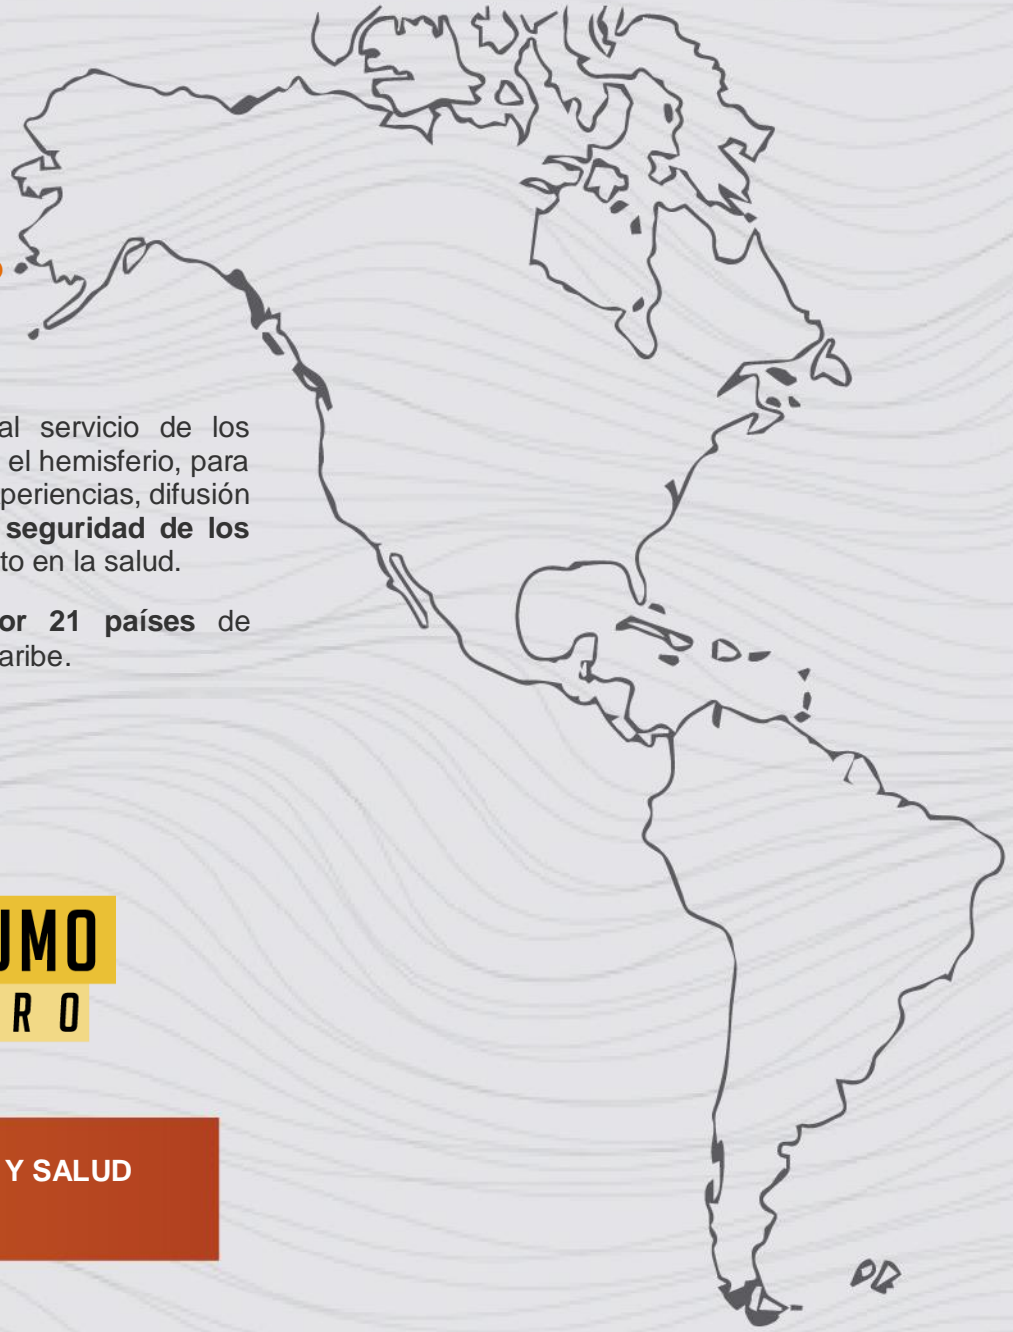 al servicio de los
el hemisferio, para
periencias, difusión
seguridad de los
to en la salud.
or 21 países de
aribe.
UMO
RO
Y SALUD